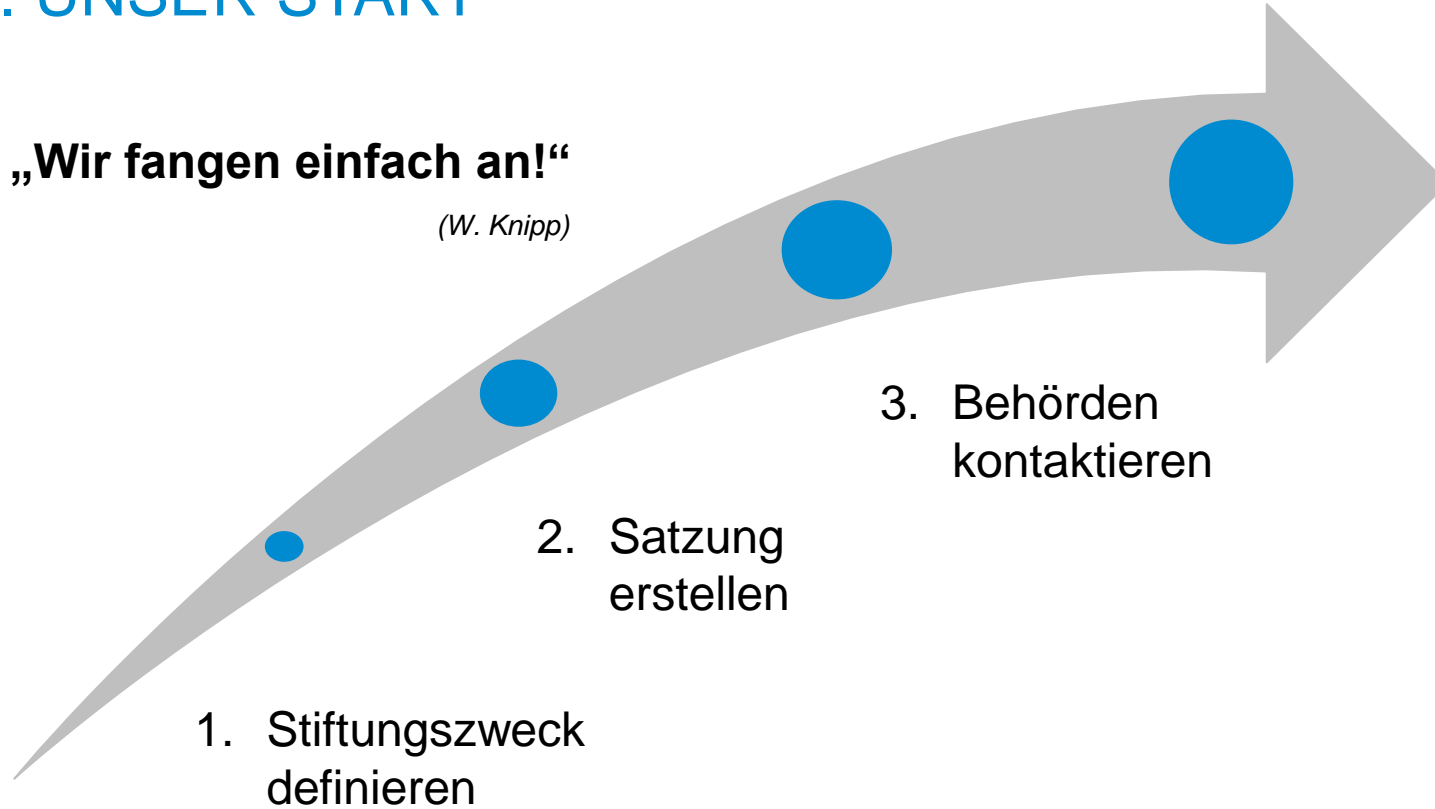 . UNSER START
„Wir fangen einfach an!“
(W. Knipp)
3. Behörden
kontaktieren
2. Satzung
erstellen
1. Stiftungszweck
definieren